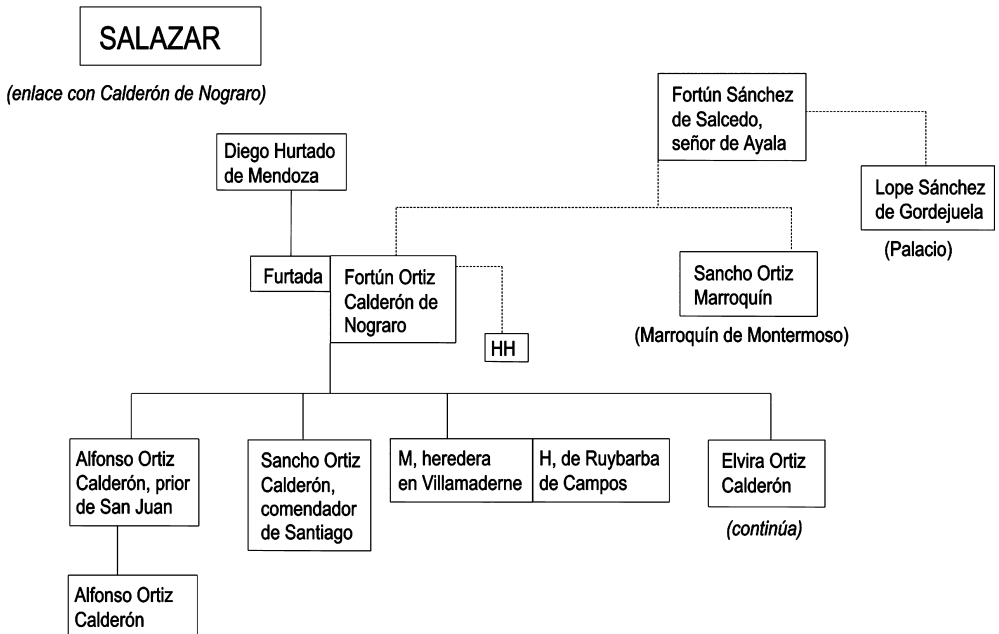 SALAZAR
(enlace con Calderón de Nograro)
Fortún Sánchez
de Salcedo,
señor de Ayala
Diego Hurtado
de Mendoza
Lope Sánchez
de Gordejuela
(Palacio)
Furtada
Fortún Ortiz
Calderón de
Nograro
Sancho Ortiz
Marroquín
(Marroquín de Montermoso)
HH
Alfonso Ortiz
Calderón, prior
de San Juan
Sancho Ortiz
Calderón,
comendador
de Santiago
M, heredera
en Villamaderne
H, de Ruybarba
de Campos
Elvira Ortiz
Calderón
(continúa)
Alfonso Ortiz
Calderón